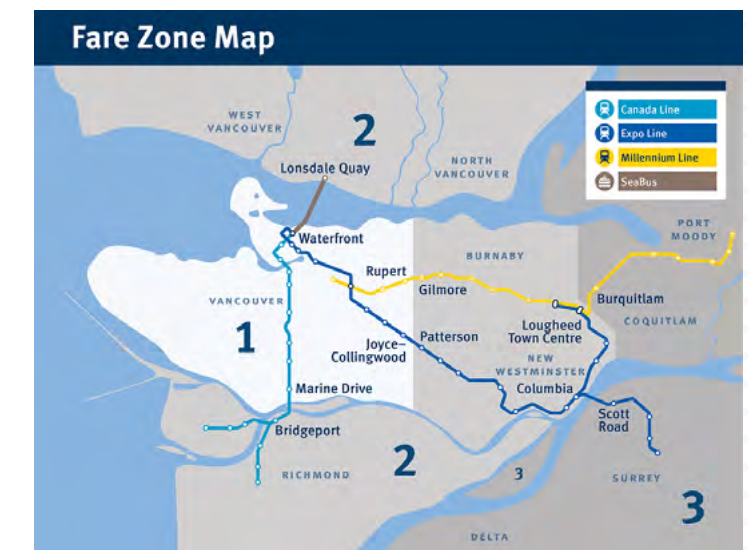 Fare Zone Map
Canada Line
Expo Line
Millennium Line
SeaBus
WEST
VANCOUVER
2
NORTH
VANCOUVER
Lonsdale Quay
PORT
MOODY
Waterfront
BURNABY
Rupert
Gilmore
Burquitlam
VANCOUVER
1
Lougheed
Town Centre
COQUITLAM
Joyce–
Collingwood
Patterson
NEW
WESTMINSTER
Marine Drive
Columbia
Scott
Road
Bridgeport
RICHMOND
2
3
SURREY
3
DELTA